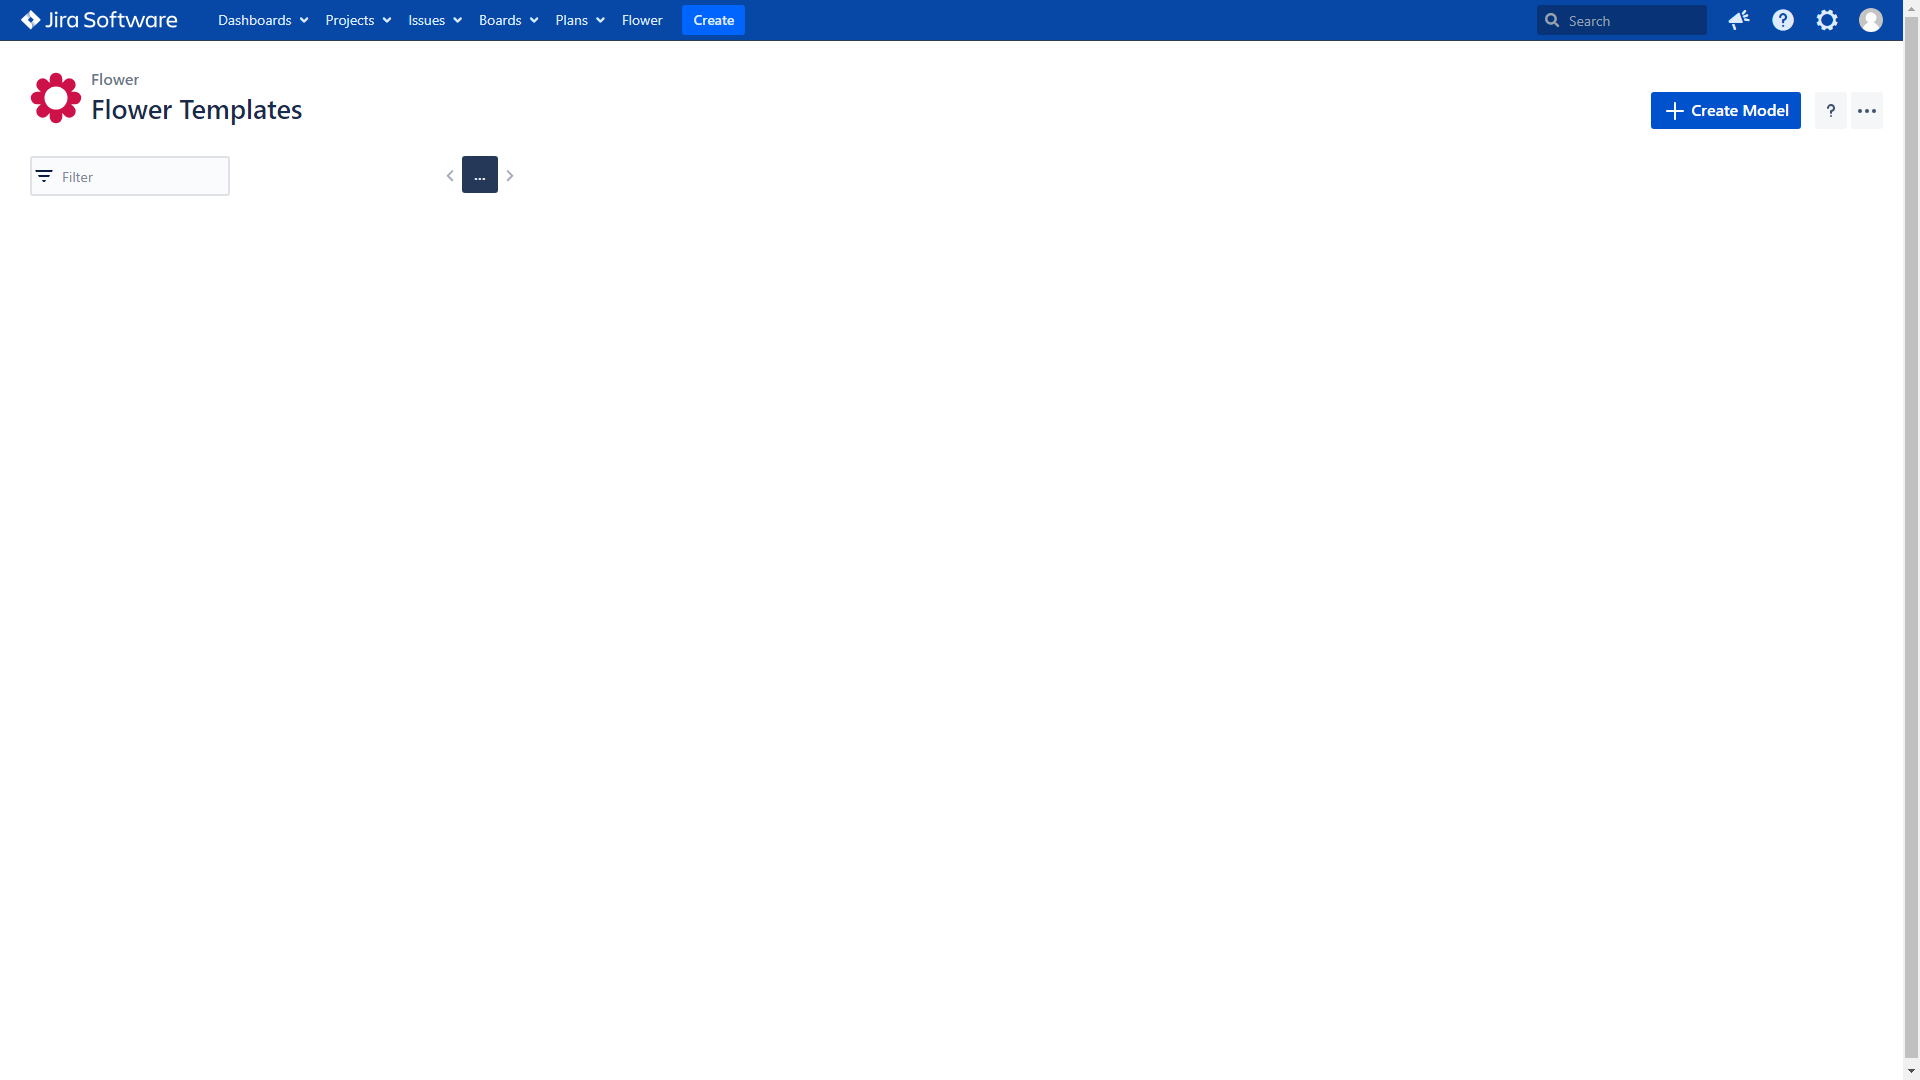 Jira Software Dashboards Projects Issues Boards Plans Flower Create Search
Flower
Flower Templates
Create Model ? ...
Filter ...